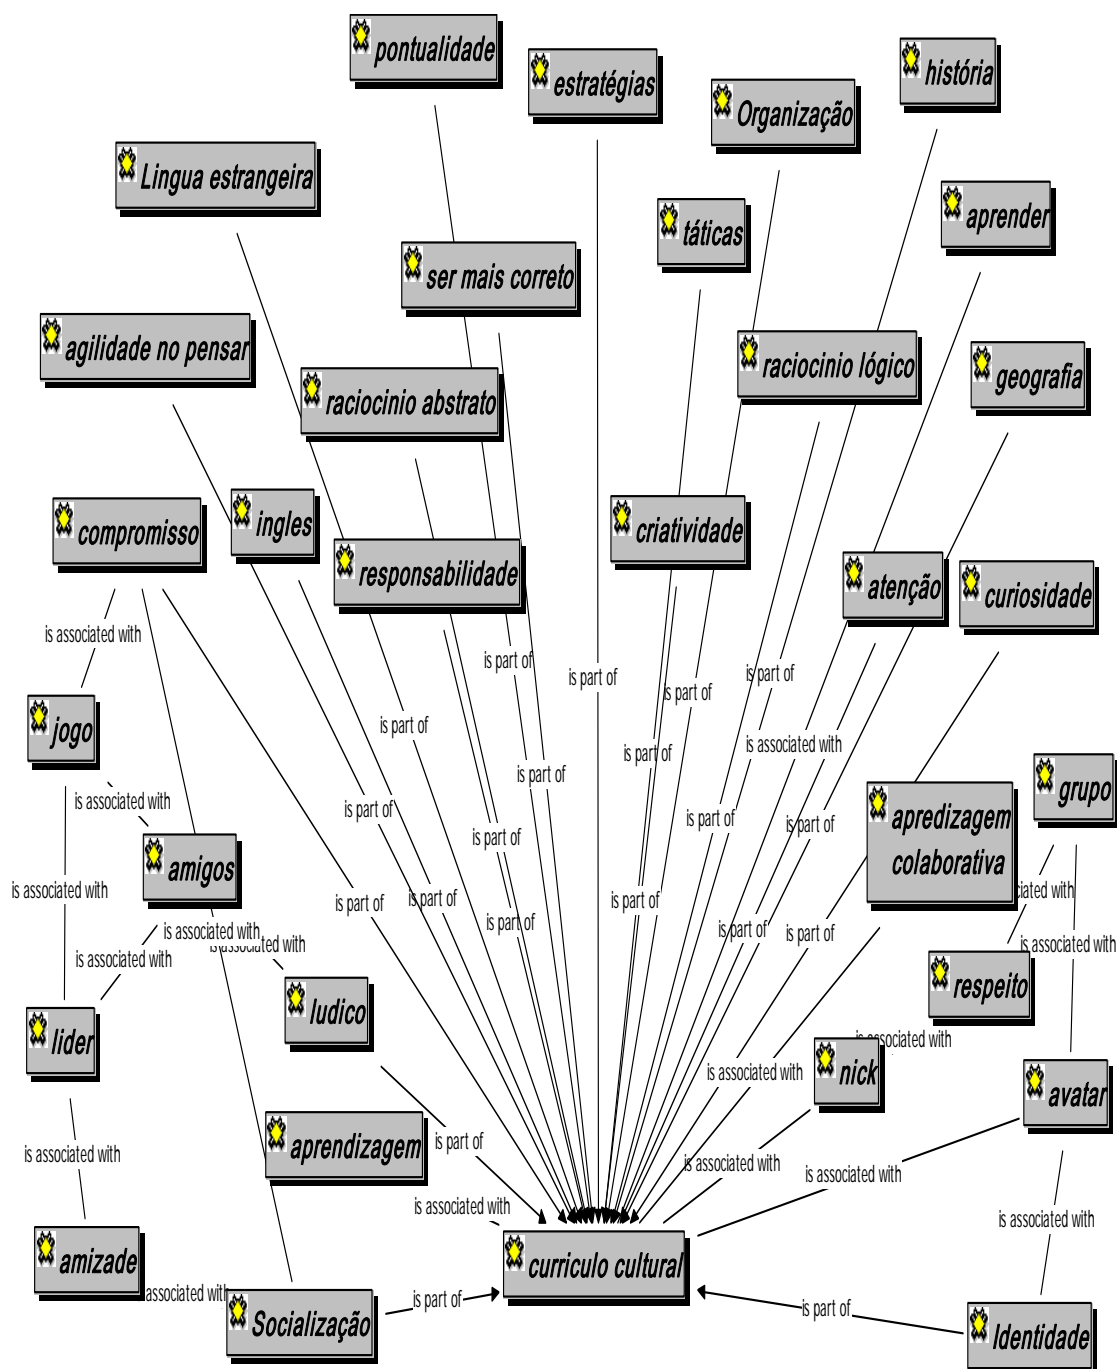 pontualidade
estratégias
história
Organização
Lingua estrangeira
aprender
táticas
ser mais correto
agilidade no pensar
raciocinio lógico
geografia
raciocinio abstrato
ingles
compromisso
criatividade
responsabilidade
atenção
curiosidade
is associated with
is part of
is part of
is part of
is part of
jogo
is part of
is associated with
is part of
is part of
grupo
is associated with
is part of
is part of
is part of
is part of
apredizagem
colaborativa
amigos
is associated with
is part of
is part of
is part of
ciated with
is associated with
is part of
is part of
is part of
is associated with
is associated with
is associated with
respeito
ludico
lider
is associated with
nick
is associated with
avatar
aprendizagem
is part of
is associated with
is associated with
is associated with
is associated with
is associated with
amizade
curriculo cultural
associated with
Socialização
is part of
is part of
Identidade